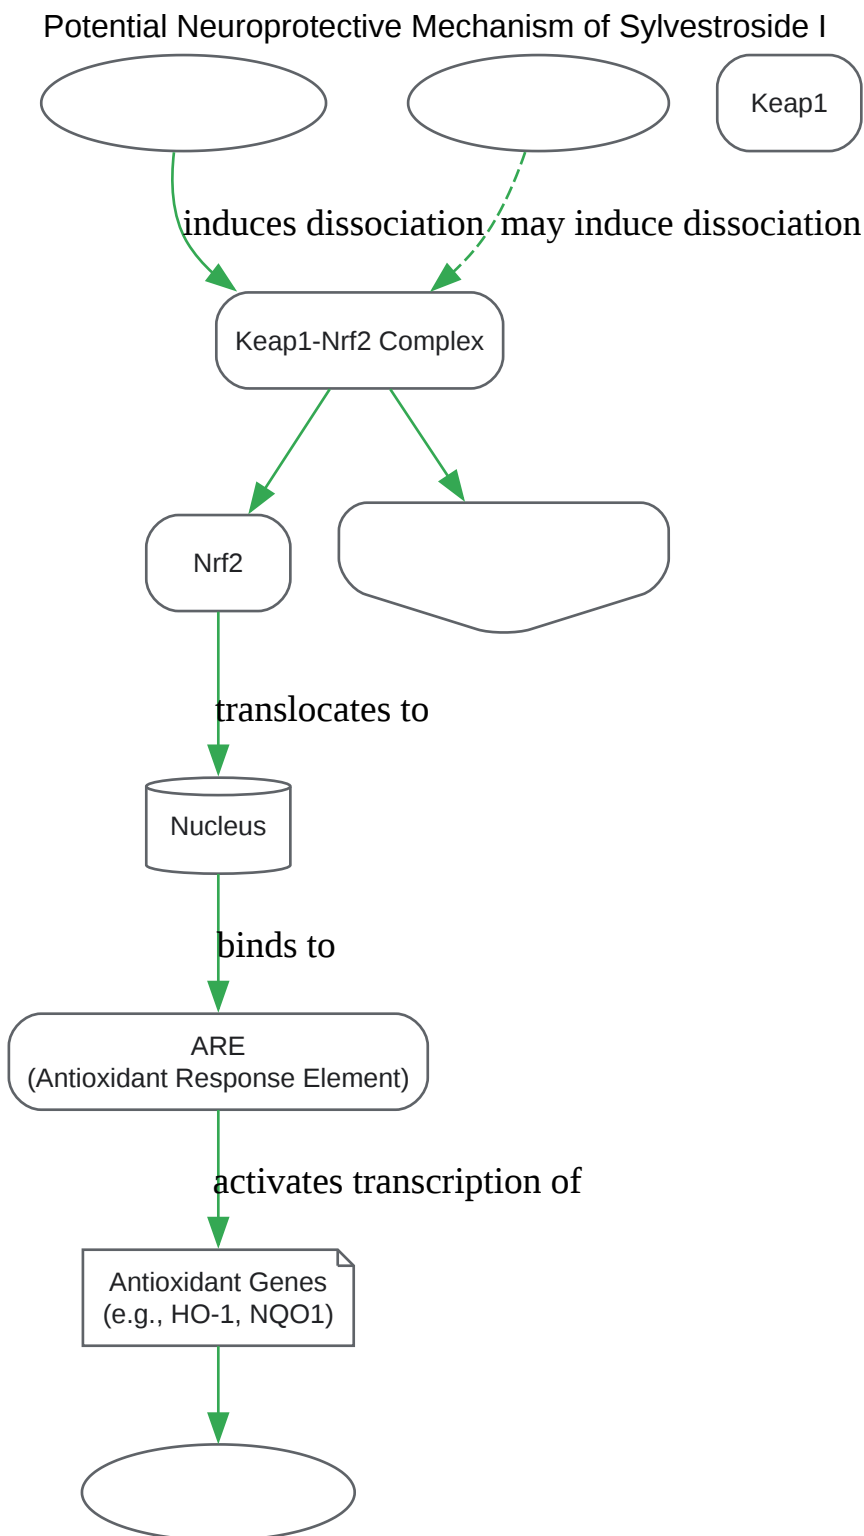 Potential Neuroprotective Mechanism of Sylvestroside I
Keap1
induces dissociation
may induce dissociation
Keap1-Nrf2 Complex
Nrf2
translocates to
Nucleus
binds to
ARE
(Antioxidant Response Element)
activates transcription of
Antioxidant Genes
(e.g., HO-1, NQO1)